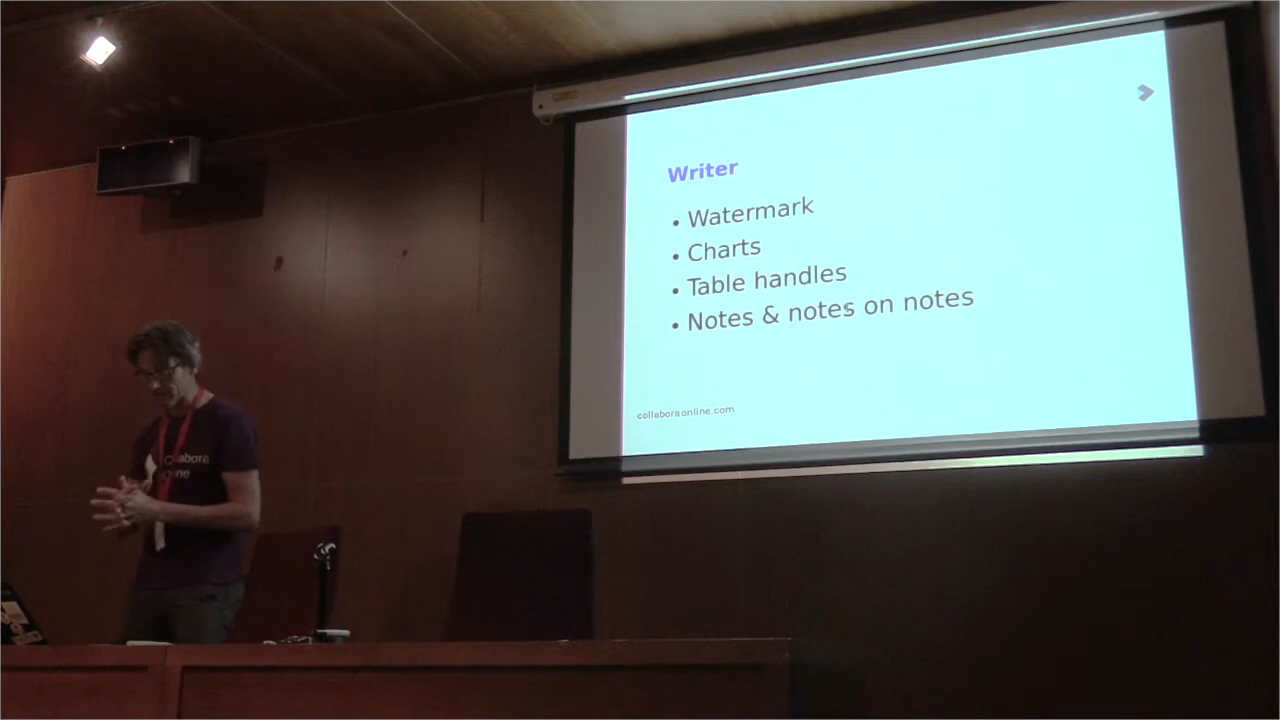 Writer
• Watermark
• Charts
• Table handles
• Notes & notes on notes
collaboraonline.com